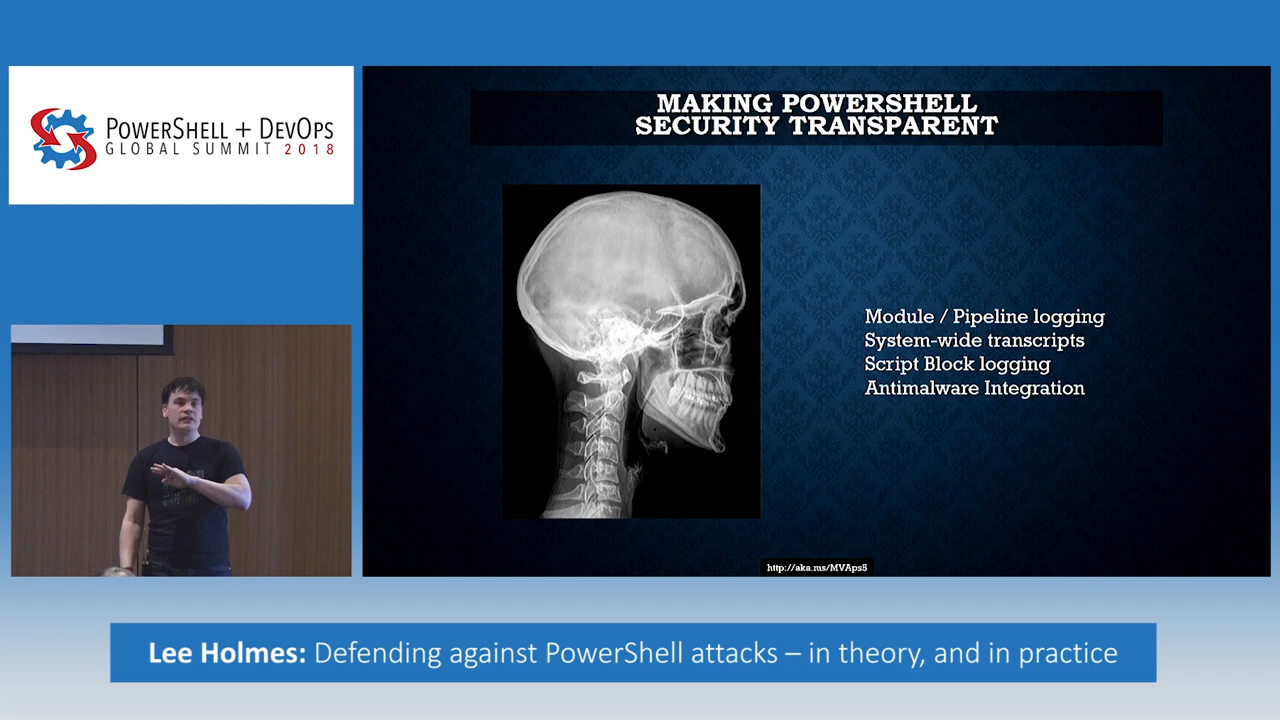 POWERSHELL + DEVOPS
GLOBAL SUMMIT 2018
MAKING POWERSHELL
SECURITY TRANSPARENT
Module / Pipeline logging
System-wide transcripts
Script Block logging
Antimalware Integration
http://aka.ms/MVAps5
Lee Holmes: Defending against PowerShell attacks – in theory, and in practice